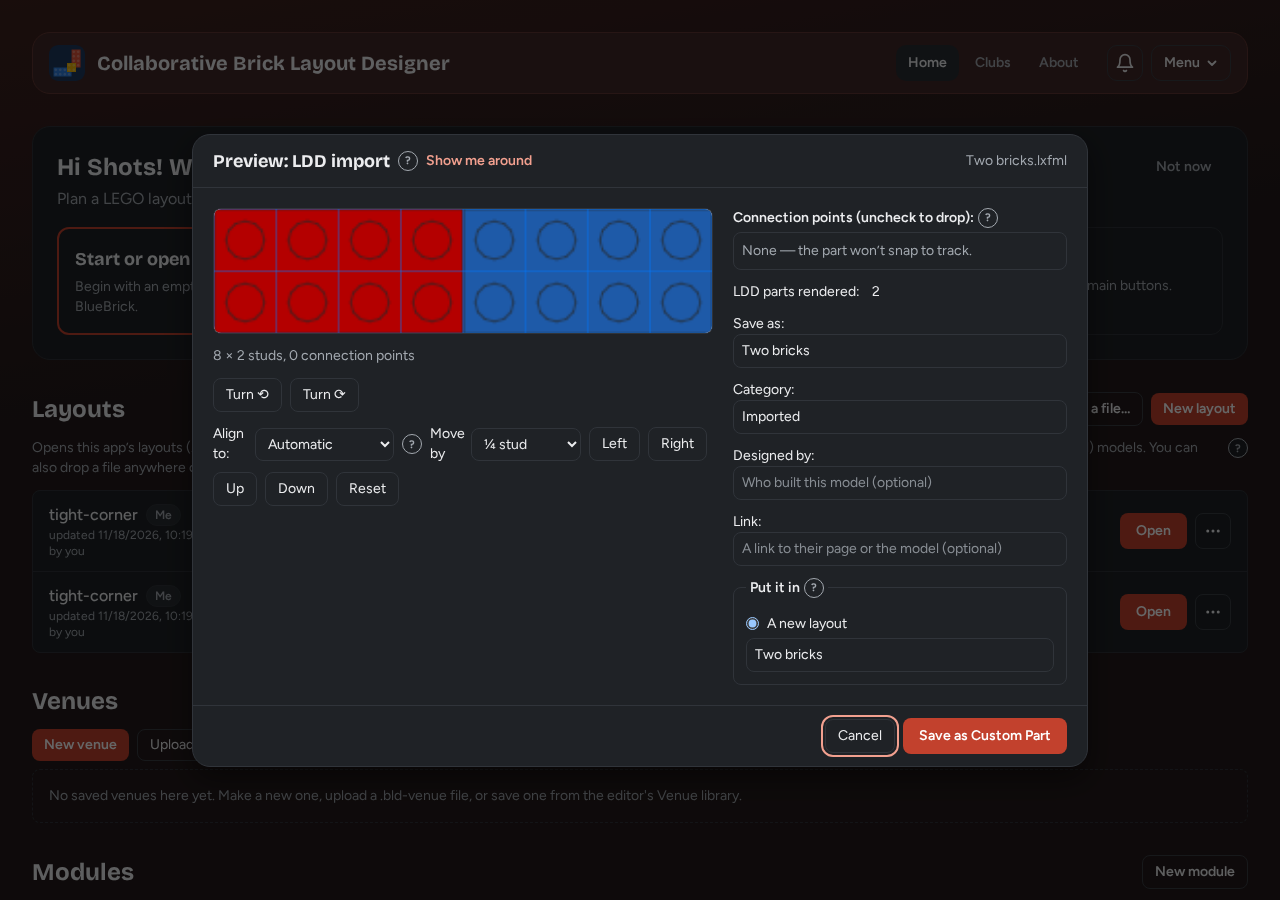 Collaborative Brick Layout Designer
Home
Clubs
About
Menu
Hi Shots! W
Not now
Plan a LEGO layout
Start or open
Begin with an empt
BlueBrick.
main buttons.
Preview: LDD import
?
Show me around
Two bricks.lxfml
8 × 2 studs, 0 connection points
Turn ⟲
Turn ⟳
Align to:
Automatic
?
Move by
¼ stud
Left
Right
Up
Down
Reset
Connection points (uncheck to drop):
?
None — the part won't snap to track.
LDD parts rendered: 2
Save as:
Two bricks
Category:
Imported
Designed by:
Who built this model (optional)
Link:
A link to their page or the model (optional)
Put it in
?
A new layout
Two bricks
Cancel
Save as Custom Part
Layouts
a file...
New layout
Opens this app's layouts (
) models. You can
?
also drop a file anywhere
tight-corner
Me
updated 11/18/2026, 10:19
by you
Open
tight-corner
Me
updated 11/18/2026, 10:19
by you
Open
Venues
New venue
Upload
No saved venues here yet. Make a new one, upload a .bld-venue file, or save one from the editor's Venue library.
Modules
New module